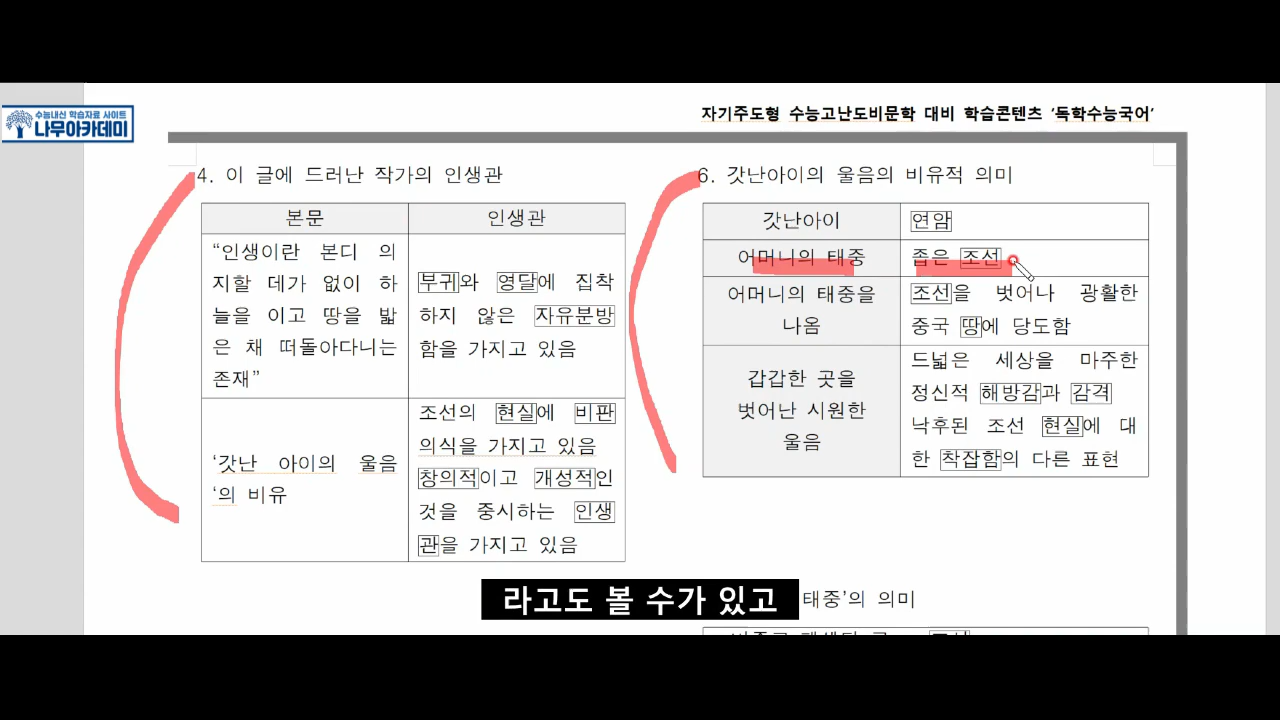 수능내신 학습자료 사이트
나무아카데미
자기주도형 수능고난도비문학 대비 학습콘텐츠 '독학수능국어'
4. 이 글에 드러난 작가의 인생관
본문
인생관
"인생이란 본디 의
지할 데가 없이 하
늘을 이고 땅을 밟
은 채 떠돌아다니는
존재"
부귀와 영달에 집착
하지 않은 자유분방
함을 가지고 있음
'갓난 아이의 울음
'의 비유
조선의 현실에 비판
의식을 가지고 있음
창의적이고 개성적인
것을 중시하는 인생
관을 가지고 있음
6. 갓난아이의 울음의 비유적 의미
갓난아이
연암
어머니의 태중
좁은 조선
어머니의 태중을
나옴
조선을 벗어나 광활한
중국 땅에 당도함
갑갑한 곳을
벗어난 시원한
울음
드넓은 세상을 마주한
정신적 해방감과 감격
낙후된 조선 현실에 대
한 착잡함의 다른 표현
태중'의 의미
라고도 볼 수가 있고